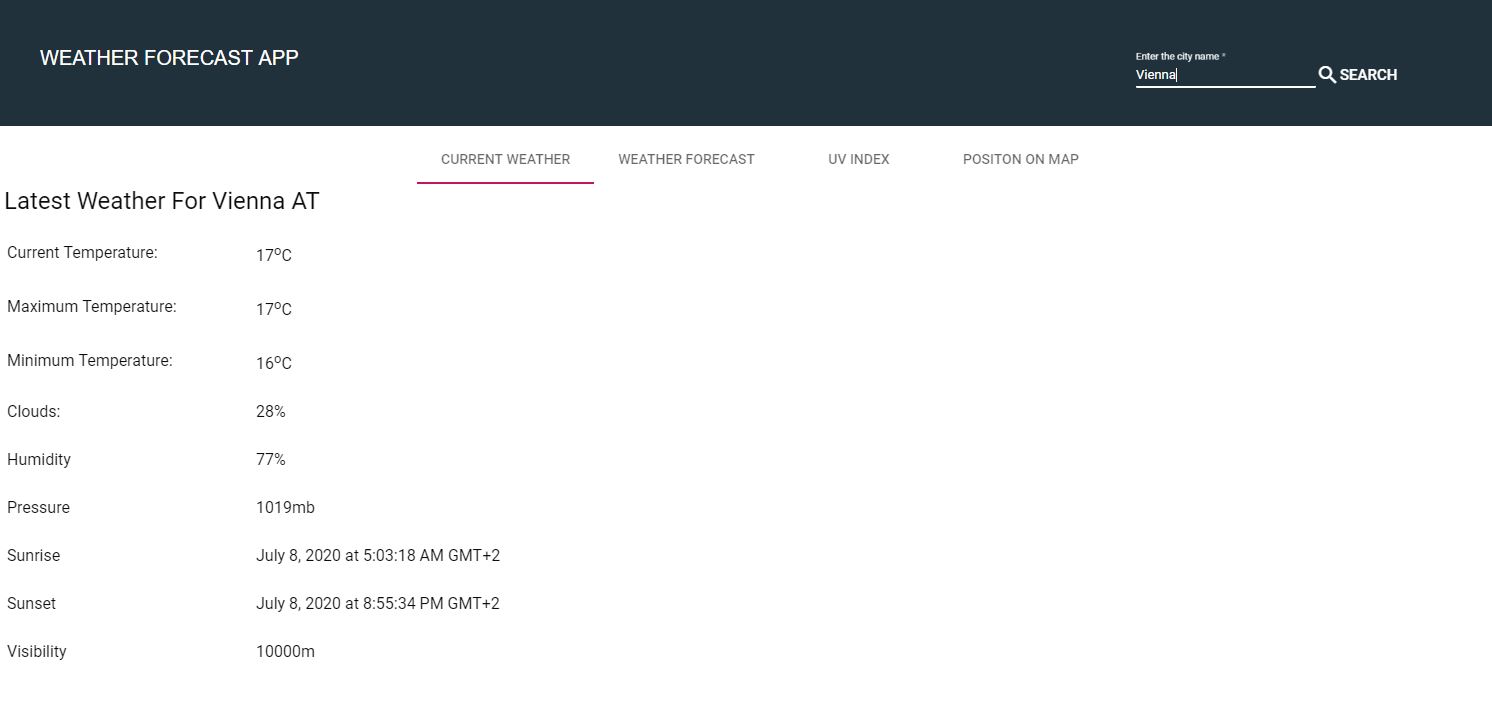 WEATHER FORECAST APP
Enter the city name *
Vienna
SEARCH
CURRENT WEATHER WEATHER FORECAST UV INDEX POSITON ON MAP
Latest Weather For Vienna AT
Current Temperature: 17ºC
Maximum Temperature: 17ºC
Minimum Temperature: 16ºC
Clouds: 28%
Humidity 77%
Pressure 1019mb
Sunrise July 8, 2020 at 5:03:18 AM GMT+2
Sunset July 8, 2020 at 8:55:34 PM GMT+2
Visibility 10000m